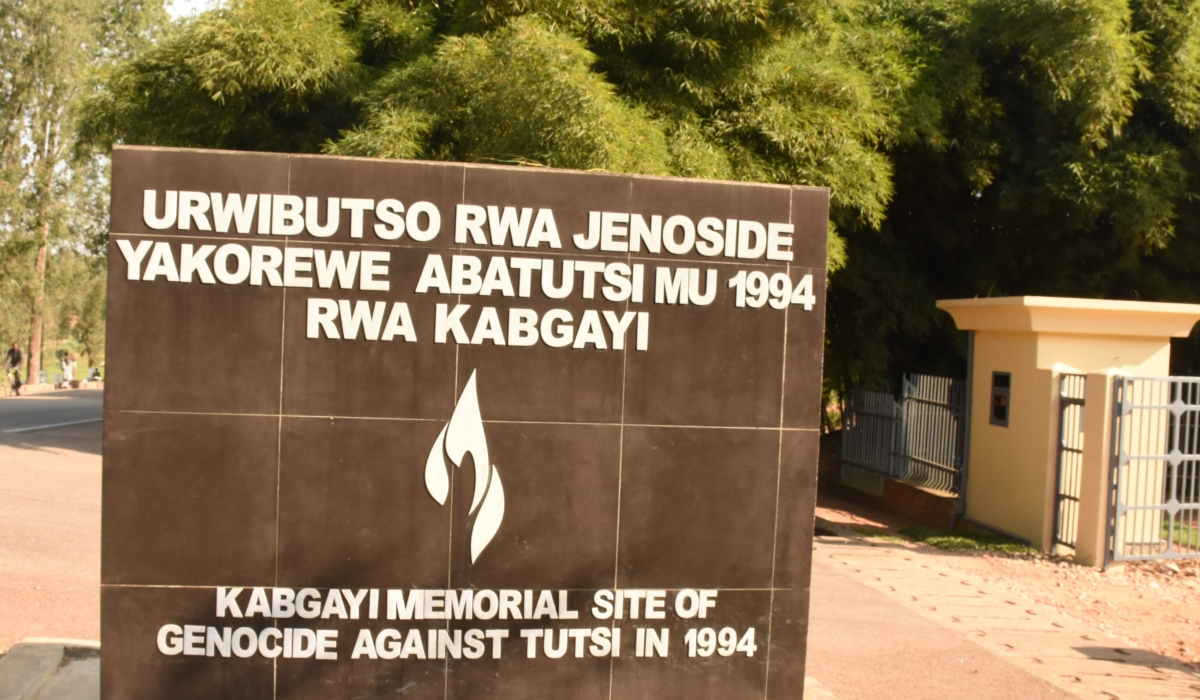 URWIBUTSO RWA JENOSIDE
YAKOREWE ABATUTSI MU 1994
RWA KABGAYI
KABGAYI MEMORIAL SITE OF
GENOCIDE AGAINST TUTSI IN 1994